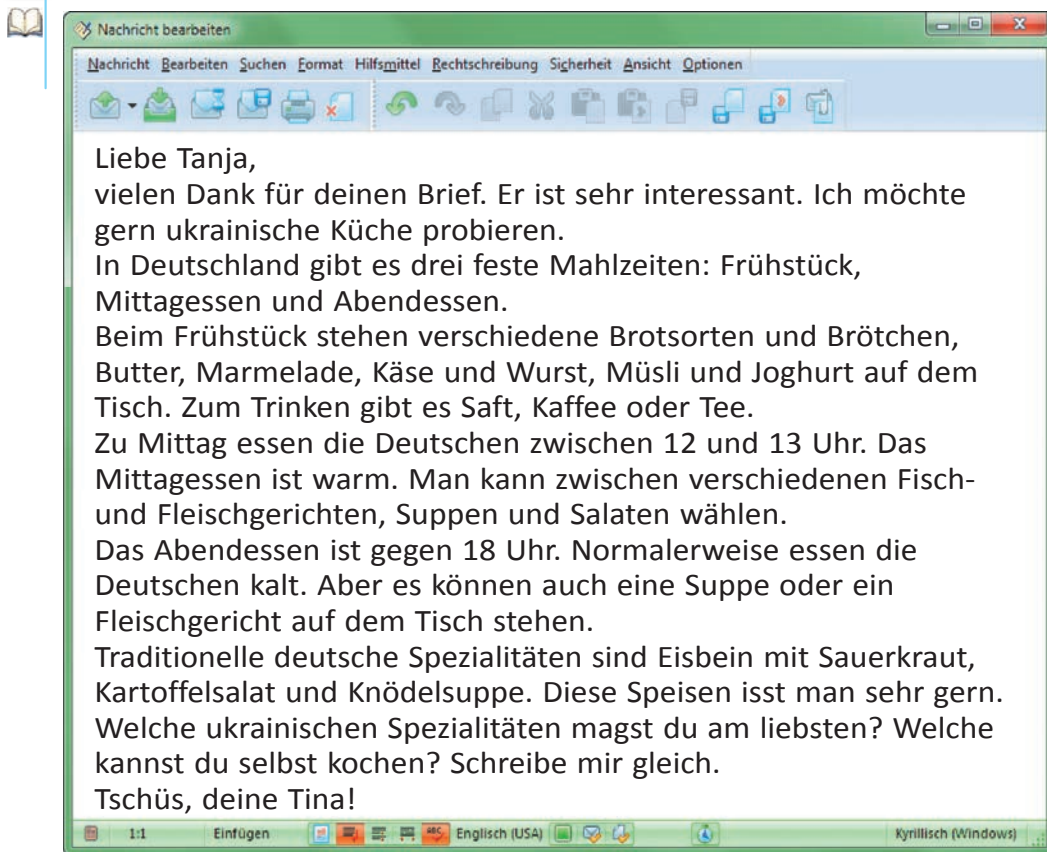 Nachricht bearbeiten
Nachricht Bearbeiten Suchen Format Hilfsmittel Rechtschreibung Sicherheit Ansicht Optionen
Liebe Tanja,
vielen Dank für deinen Brief. Er ist sehr interessant. Ich möchte
gern ukrainische Küche probieren.
In Deutschland gibt es drei feste Mahlzeiten: Frühstück,
Mittagessen und Abendessen.
Beim Frühstück stehen verschiedene Brotsorten und Brötchen,
Butter, Marmelade, Käse und Wurst, Müsli und Joghurt auf dem
Tisch. Zum Trinken gibt es Saft, Kaffee oder Tee.
Zu Mittag essen die Deutschen zwischen 12 und 13 Uhr. Das
Mittagessen ist warm. Man kann zwischen verschiedenen Fisch-
und Fleischgerichten, Suppen und Salaten wählen.
Das Abendessen ist gegen 18 Uhr. Normalerweise essen die
Deutschen kalt. Aber es können auch eine Suppe oder ein
Fleischgericht auf dem Tisch stehen.
Traditionelle deutsche Spezialitäten sind Eisbein mit Sauerkraut,
Kartoffelsalat und Knödelsuppe. Diese Speisen isst man sehr gern.
Welche ukrainischen Spezialitäten magst du am liebsten? Welche
kannst du selbst kochen? Schreibe mir gleich.
Tschüs, deine Tina!
1:1 Einfügen ABC Englisch (USA) Kyrillisch (Windows)